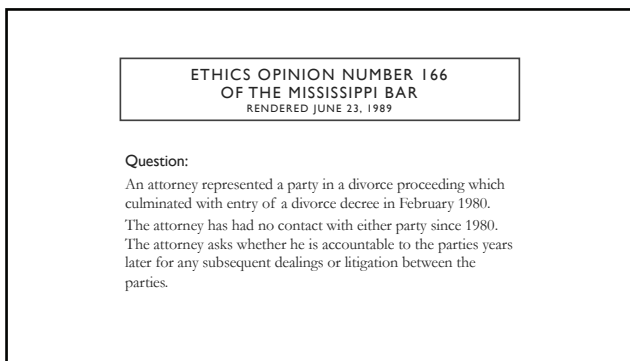 ETHICS OPINION NUMBER 166
OF THE MISSISSIPPI BAR
RENDERED JUNE 23, 1989
Question:
An attorney represented a party in a divorce proceeding which
culminated with entry of a divorce decree in February 1980.
The attorney has had no contact with either party since 1980.
The attorney asks whether he is accountable to the parties years
later for any subsequent dealings or litigation between the
parties.